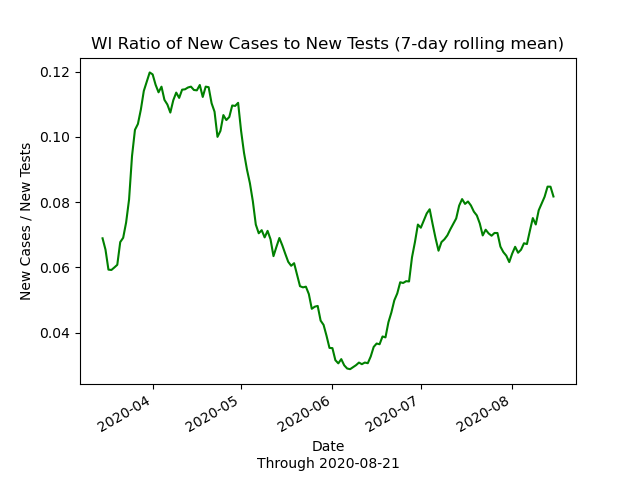 WI Ratio of New Cases to New Tests (7-day rolling mean)
New Cases / New Tests
0.12
0.10
0.08
0.06
0.04
2020-04
2020-05
2020-06
2020-07
2020-08
Date
Through 2020-08-21